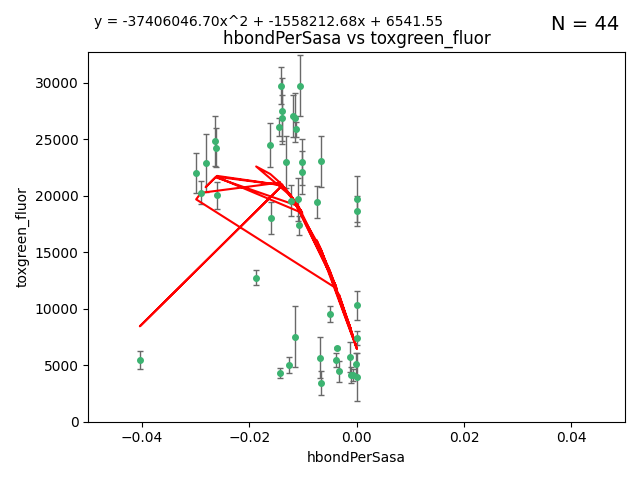 y = -37406046.70x^2 + -1558212.68x + 6541.55
N = 44
hbondPerSasa vs toxgreen_fluor
30000
25000
20000
15000
10000
5000
0
toxgreen_fluor
−0.04
−0.02
0.00
0.02
0.04
hbondPerSasa